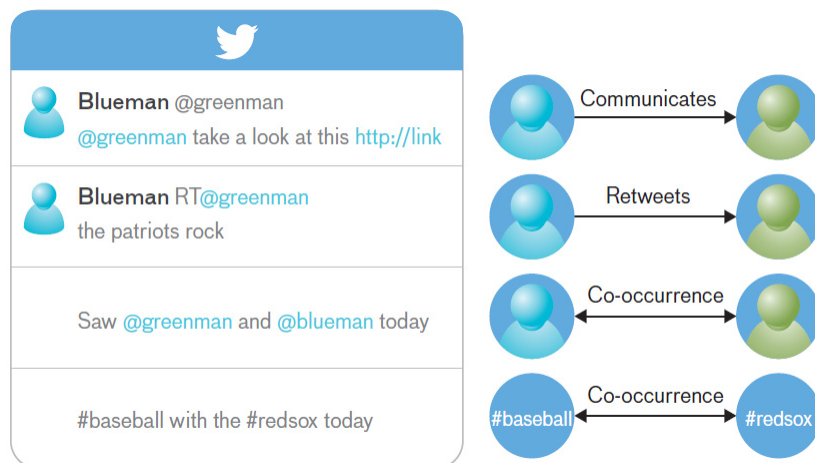 Blueman @greenman
@greenman take a look at this http://link
Communicates
Blueman RT@greenman
the patriots rock
Retweets
Saw @greenman and @blueman today
Co-occurrence
#baseball with the #redsox today
Co-occurrence
#baseball
#redsox